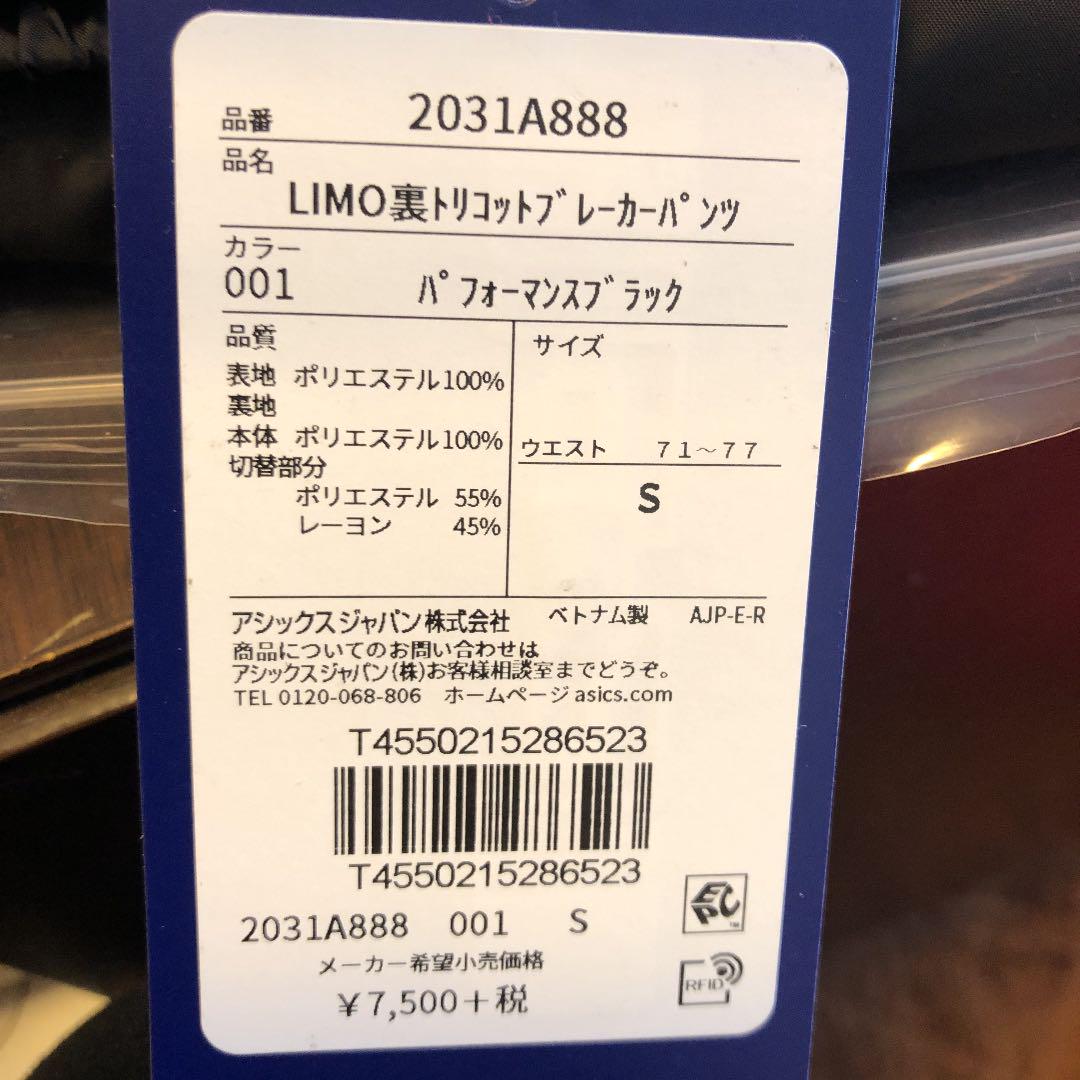 品番 2031A888
品名
LIMO裏ﾄﾘｺｯﾄﾌﾞﾚｰｶｰﾊﾟﾝﾂ
カラー
001 ﾊﾟﾌｫｰﾏﾝｽﾌﾞﾗｯｸ
品質
表地 ポリエステル100%
裏地
本体 ポリエステル100%
切替部分
ポリエステル 55%
レーヨン 45%
サイズ
ウエスト 71～77
S
アシックスジャパン株式会社 ベトナム製 AJP-E-R
商品についてのお問い合わせは
アシックスジャパン(株)お客様相談室までどうぞ。
TEL 0120-068-806 ホームページ asics.com
T4550215286523
T4550215286523
2031A888 001 S
メーカー希望小売価格
¥7,500+税
EPC™
RFID